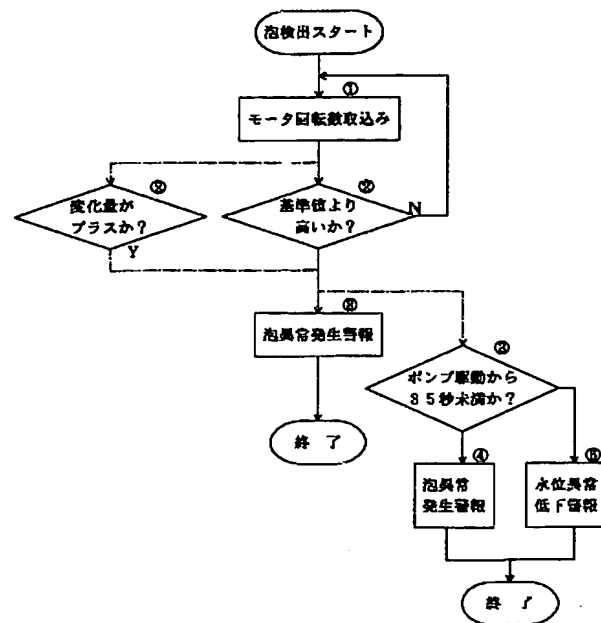 泡検出スタート
①
モータ回転数取込み
②
変化量が
プラスか?
Y
②
基準値より
高いか?
N
泡異常発生警報
終 了
③
ポンプ駆動から
35秒未満か?
④
泡異常
発生警報
水位異常
低下警報
終 了